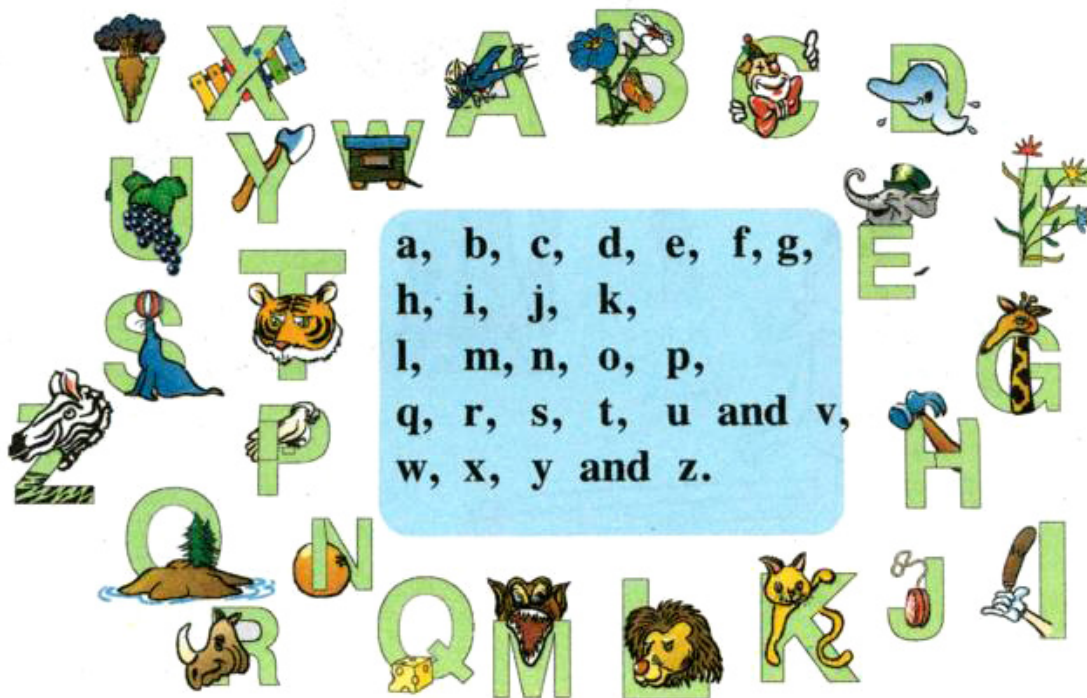 V X A B C D
U Y W E F
a, b, c, d, e, f, g,
h, i, j, k,
l, m, n, o, p,
q, r, s, t, u and v,
w, x, y and z.
S T G
Z P H
O N
R Q M L K J I